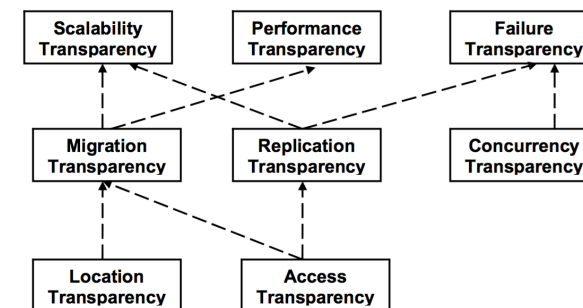 Scalability
Transparency
Performance
Transparency
Failure
Transparency
Migration
Transparency
Replication
Transparency
Concurrency
Transparency
Location
Transparency
Access
Transparency